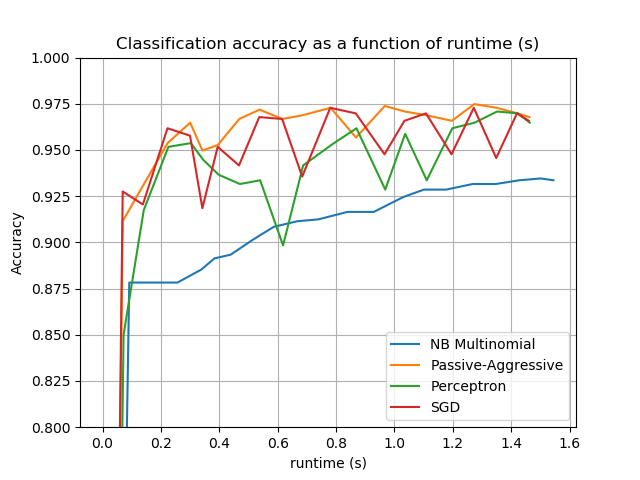 Classification accuracy as a function of runtime (s)
1.000
0.975
0.950
0.925
0.900
0.875
0.850
0.825
0.800
Accuracy
NB Multinomial
Passive-Aggressive
Perceptron
SGD
0.0 0.2 0.4 0.6 0.8 1.0 1.2 1.4 1.6
runtime (s)